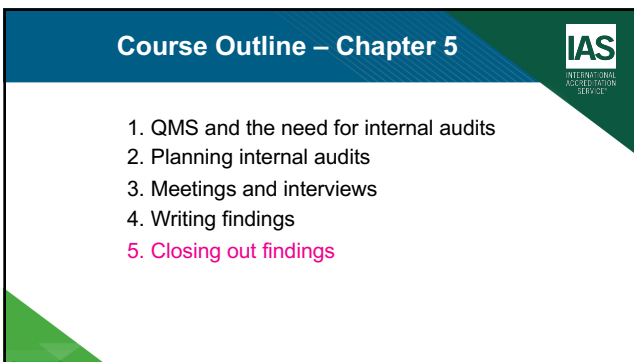 Course Outline – Chapter 5
IAS
INTERNATIONAL
ACCREDITATION
SERVICE®
1. QMS and the need for internal audits
2. Planning internal audits
3. Meetings and interviews
4. Writing findings
5. Closing out findings